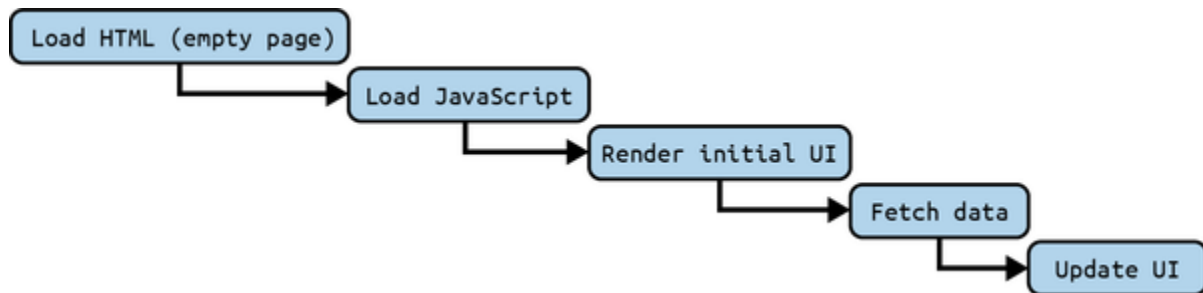 Load HTML (empty page)
Load JavaScript
Render initial UI
Fetch data
Update UI